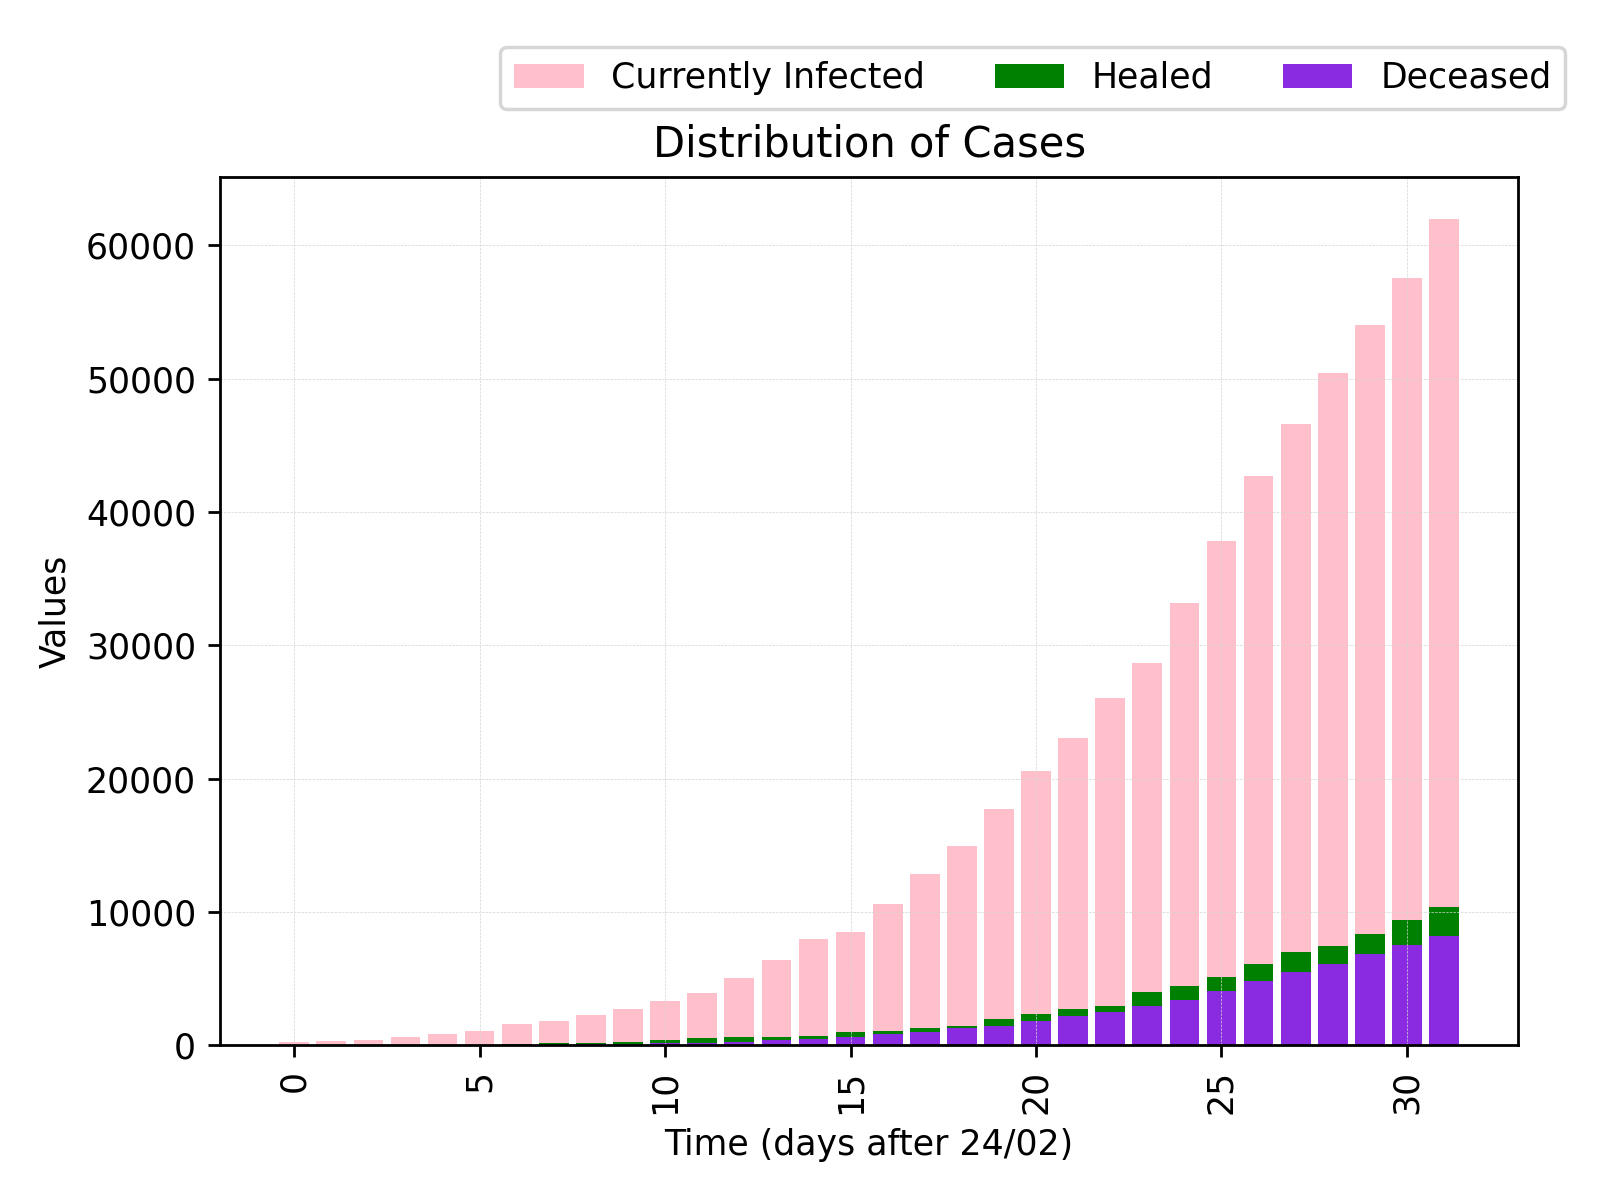 Currently Infected Healed Deceased
Distribution of Cases
60000
50000
40000
30000
20000
10000
0
Values
0 5 10 15 20 25 30
Time (days after 24/02)